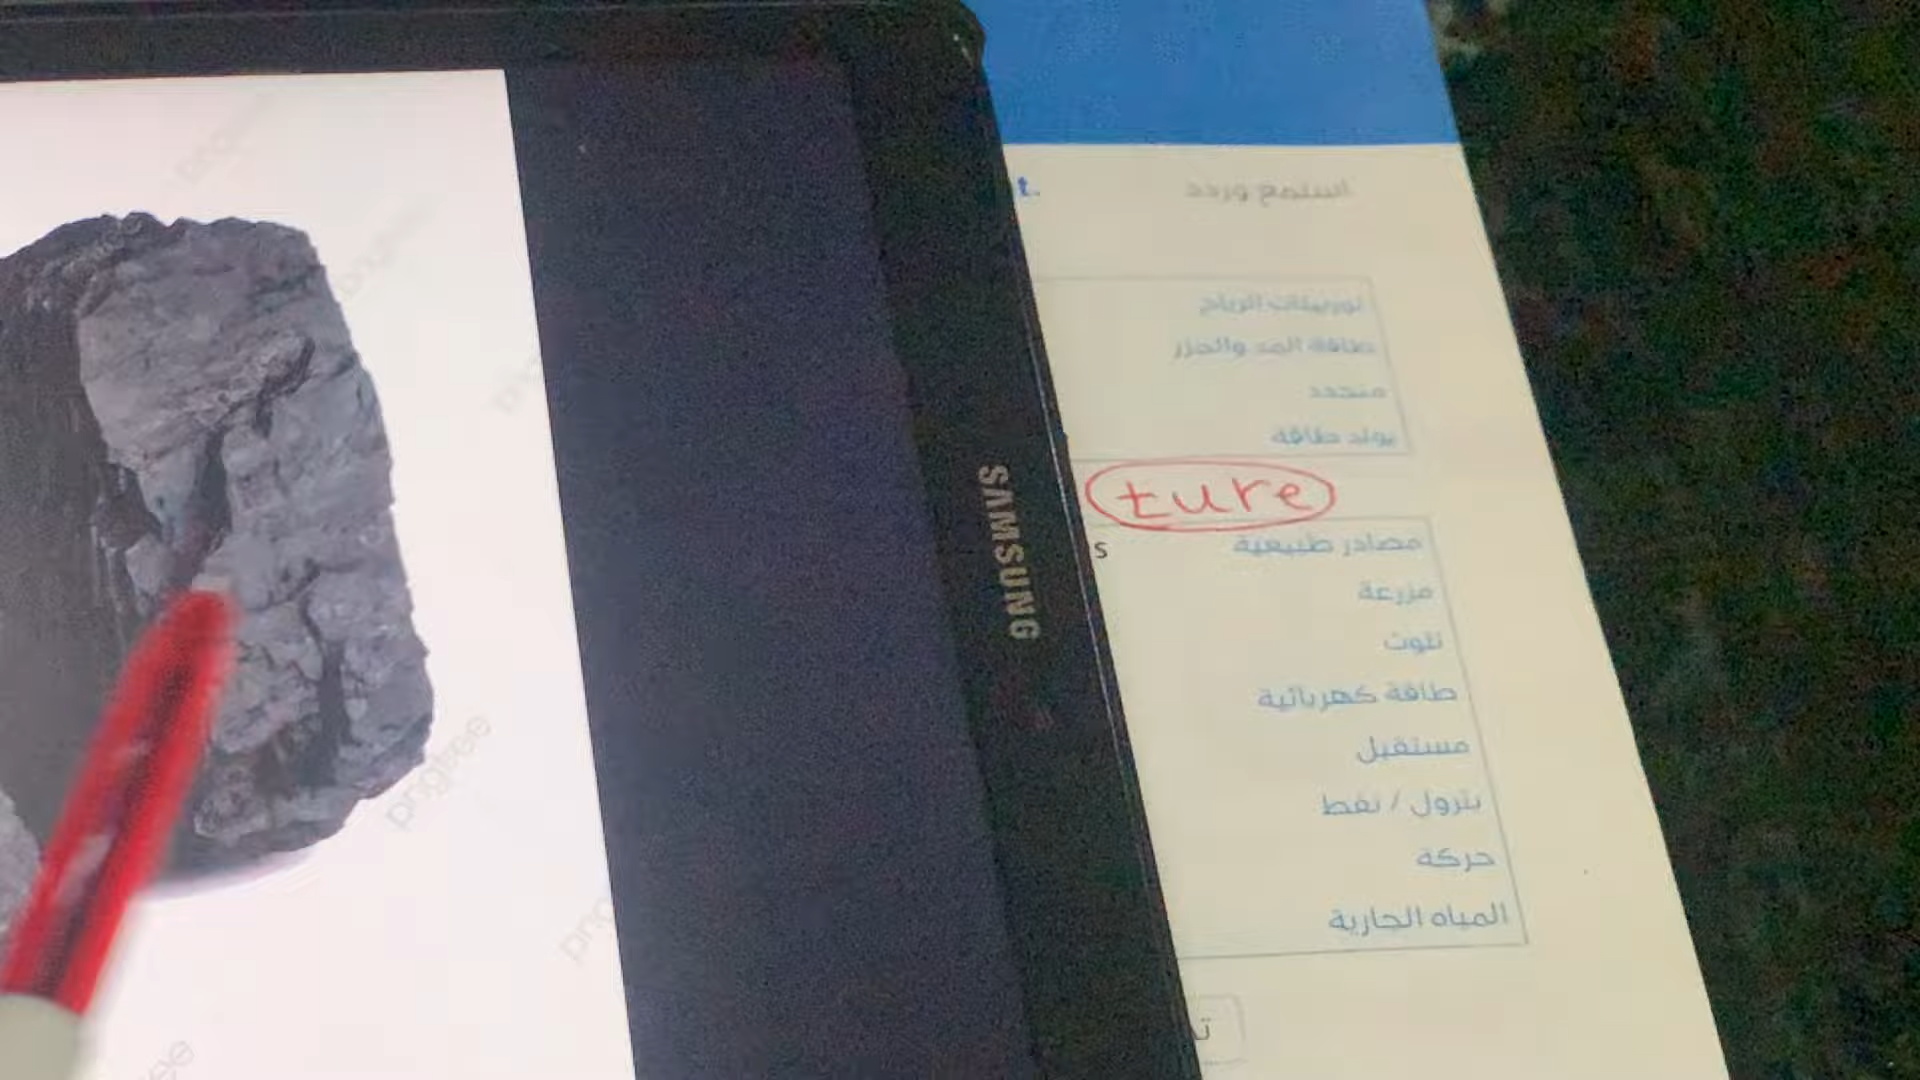 t. استمع وردد
توربينات الرياح
طاقة المد والجزر
متجدد
يولد طاقة
ture
s مصادر طبيعية
مزرعة
تلوث
طاقة كهربائية
مستقبل
بترول / نفط
حركة
المياه الجارية
SAMSUNG
pngtree